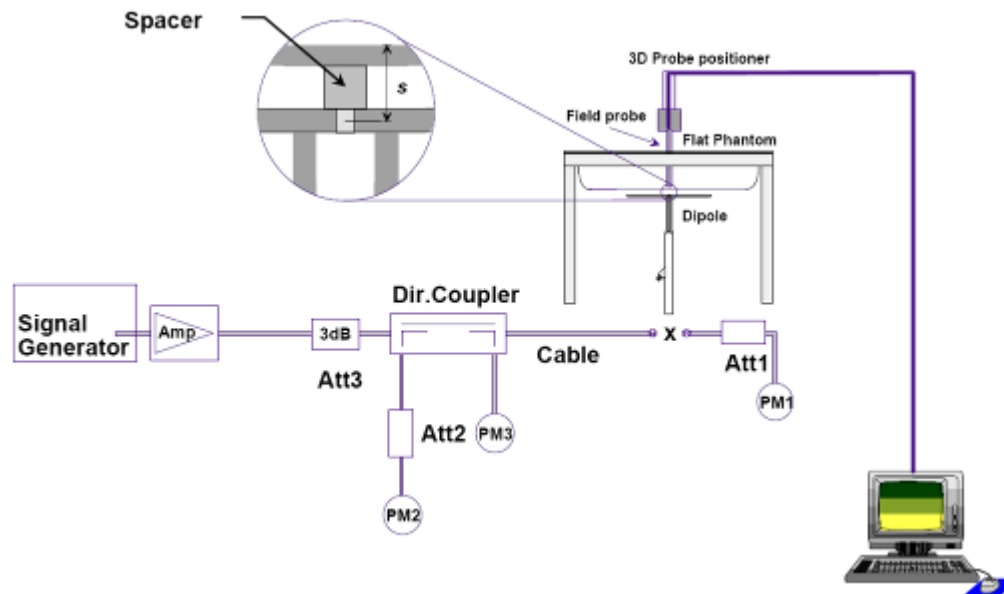 Spacer
s
3D Probe positioner
Field probe
Flat Phantom
Dipole
Signal
Generator
Amp
3dB
Att3
Dir.Coupler
Cable
x
Att1
PM1
Att2
PM3
PM2